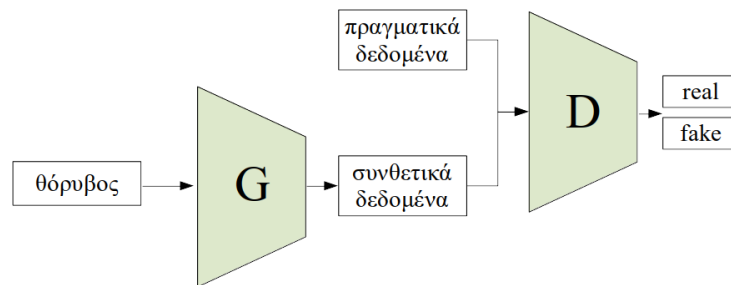 πραγματικά
δεδομένα
D
real
fake
θόρυβος
G
συνθετικά
δεδομένα